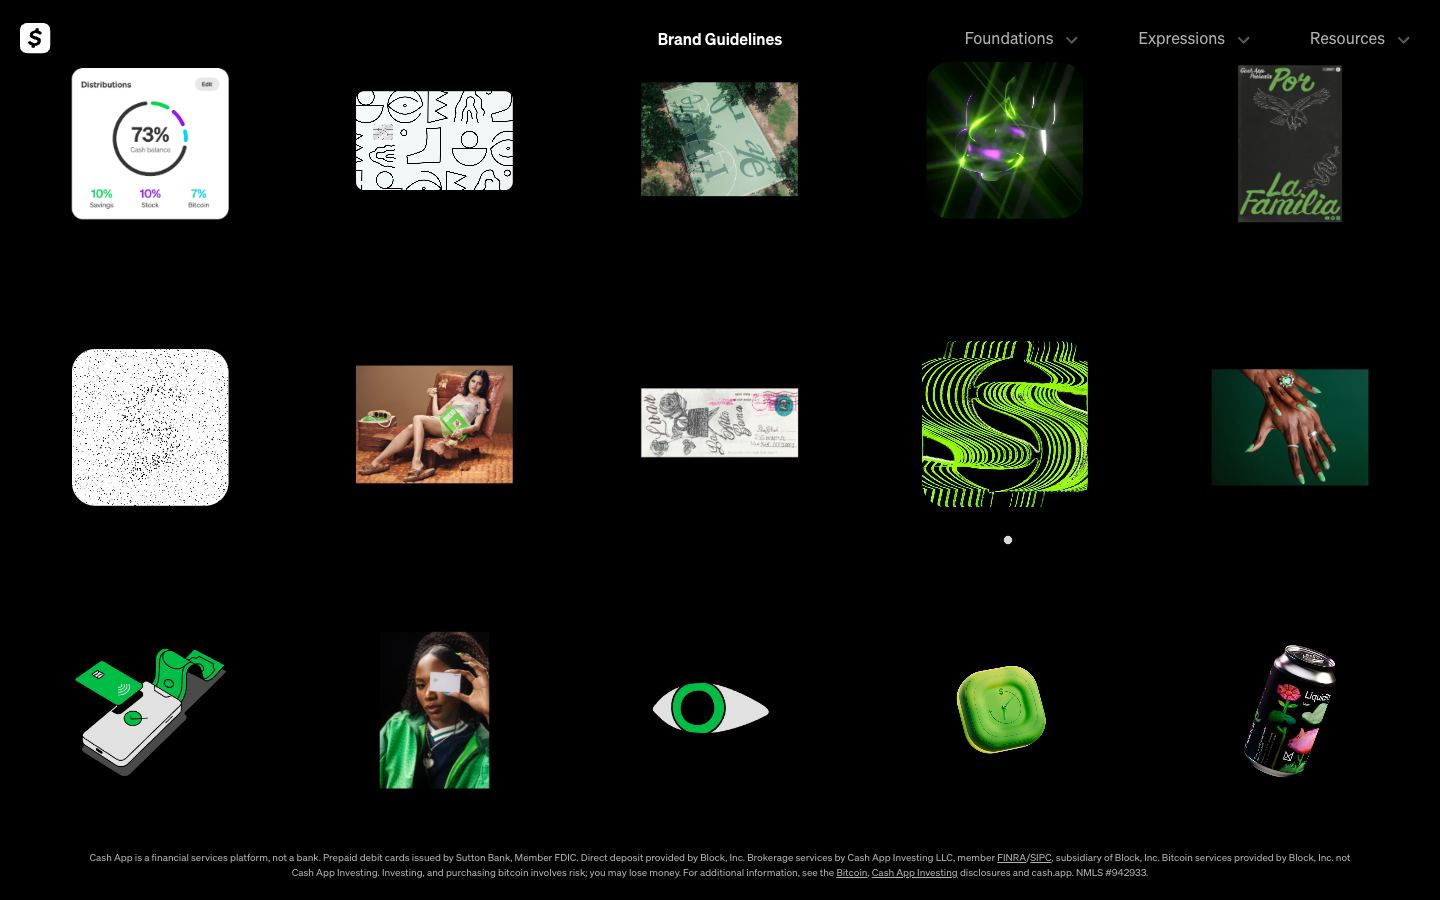 Brand Guidelines
Foundations
Expressions
Resources
Distributions
Edit
73%
Cash balance
10%
Savings
10%
Stock
7%
Bitcoin
Cash App
Presents
Por
La
Familia
Liquid
$
Cash App is a financial services platform, not a bank. Prepaid debit cards issued by Sutton Bank, Member FDIC. Direct deposit provided by Block, Inc. Brokerage services by Cash App Investing LLC, member FINRA/SIPC, subsidiary of Block, Inc. Bitcoin services provided by Block, Inc. not
Cash App Investing. Investing, and purchasing bitcoin involves risk; you may lose money. For additional information, see the Bitcoin, Cash App Investing disclosures and cash.app. NMLS #942933.